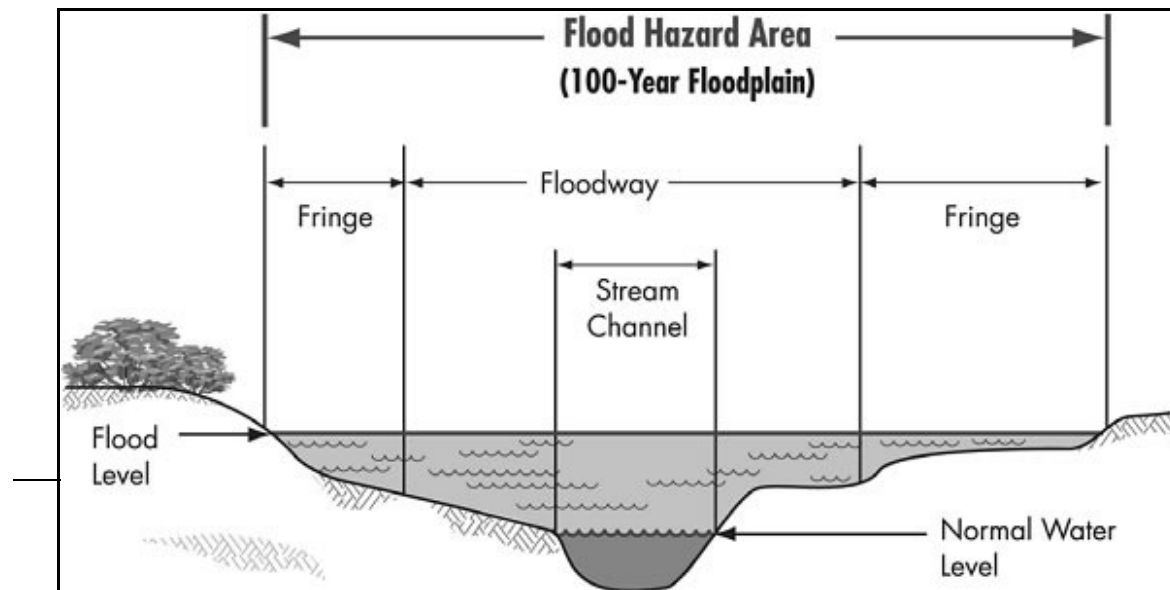 Flood Hazard Area
(100-Year Floodplain)
Floodway
Fringe
Fringe
Stream
Channel
Flood
Level
Normal Water
Level